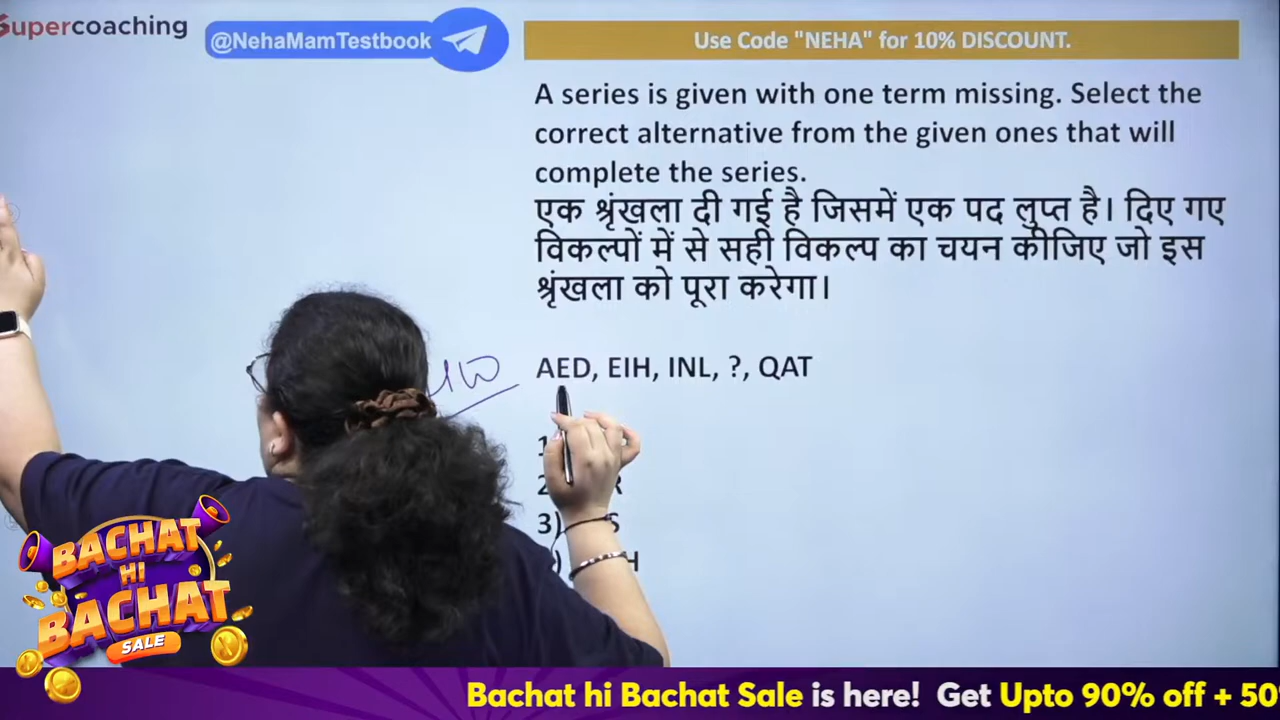 Supercoaching
@NehaMamTestbook
Use Code "NEHA" for 10% DISCOUNT.
A series is given with one term missing. Select the
correct alternative from the given ones that will
complete the series.
एक श्रृंखला दी गई है जिसमें एक पद लुप्त है। दिए गए
विकल्पों में से सही विकल्प का चयन कीजिए जो इस
श्रृंखला को पूरा करेगा।
AED, EIH, INL, ?, QAT
3)
BACHAT
HI
BACHAT
SALE
Bachat hi Bachat Sale is here! Get Upto 90% off + 50